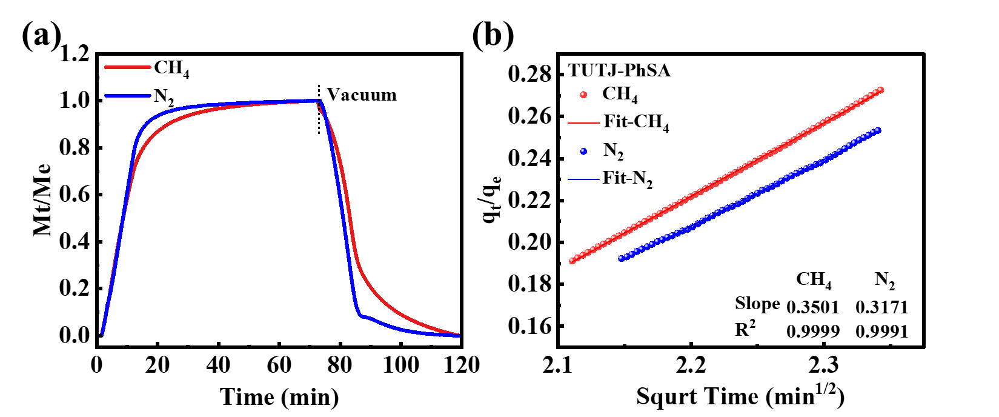 (a)
1.2
1.0
0.8
0.6
0.4
0.2
0.0
Mt/Me
CH₄
N₂
Vacuum
0 20 40 60 80 100 120
Time (min)
(b)
0.28
0.26
0.24
0.22
0.20
0.18
0.16
qₜ/qₑ
TUTJ-PhSA
CH₄
Fit-CH₄
N₂
Fit-N₂
CH₄ N₂
Slope 0.3501 0.3171
R² 0.9999 0.9991
2.1 2.2 2.3
Squrt Time (min¹/²)